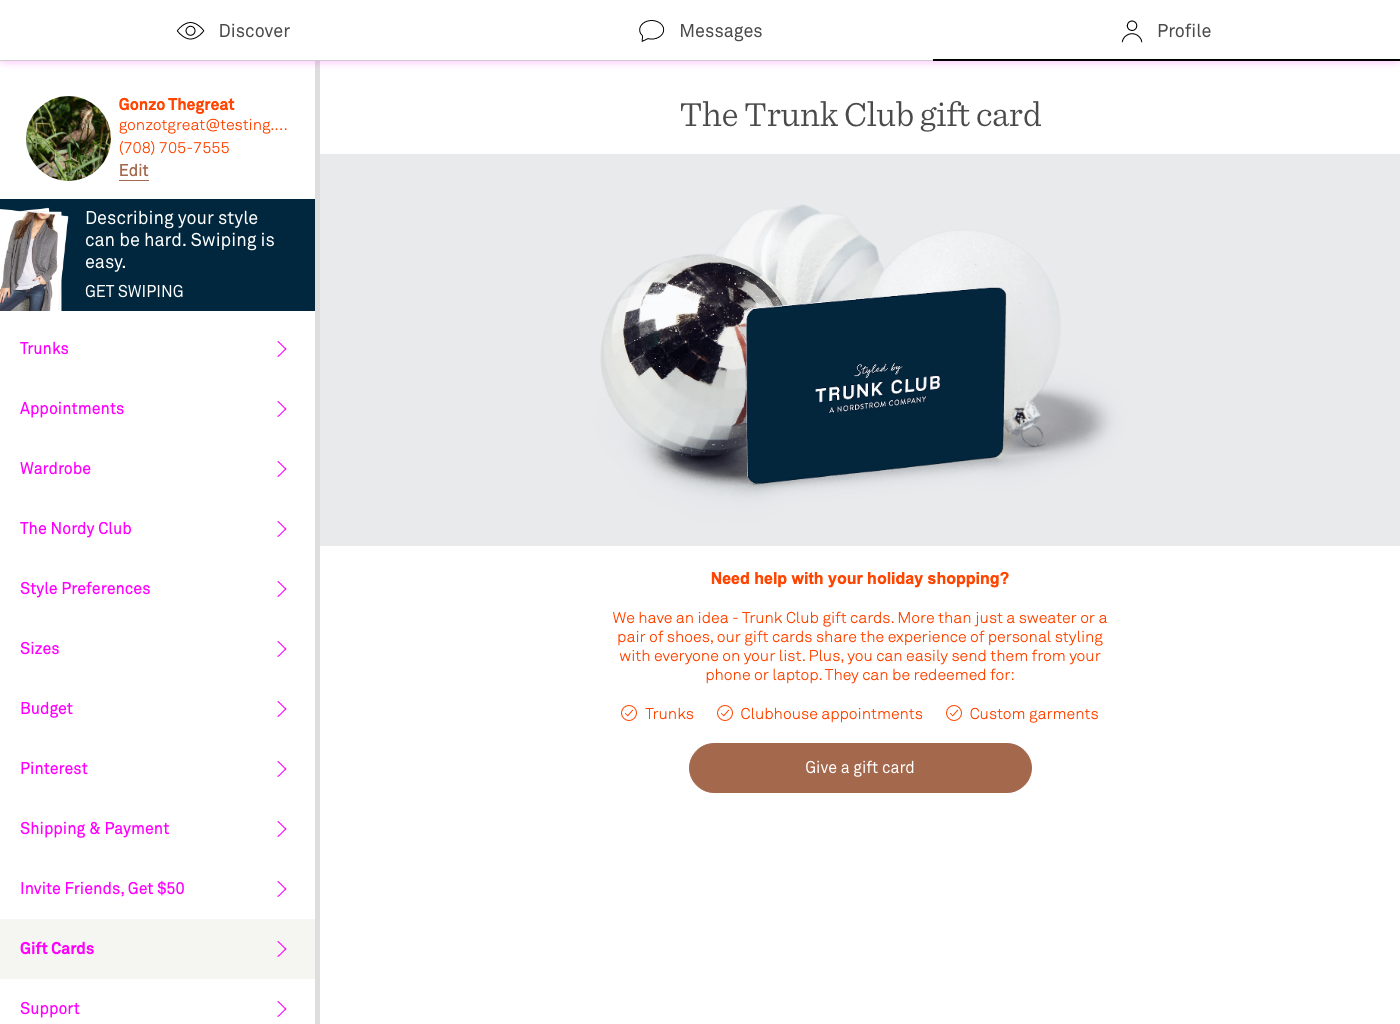 Discover
Messages
Profile
Gonzo Thegreat
gonzotgreat@testing....
(708) 705-7555
Edit
Describing your style
can be hard. Swiping is
easy.
GET SWIPING
Trunks
Appointments
Wardrobe
The Nordy Club
Style Preferences
Sizes
Budget
Pinterest
Shipping & Payment
Invite Friends, Get $50
Gift Cards
Support
The Trunk Club gift card
Styled by
TRUNK CLUB
A NORDSTROM COMPANY
Need help with your holiday shopping?
We have an idea - Trunk Club gift cards. More than just a sweater or a
pair of shoes, our gift cards share the experience of personal styling
with everyone on your list. Plus, you can easily send them from your
phone or laptop. They can be redeemed for:
Trunks
Clubhouse appointments
Custom garments
Give a gift card